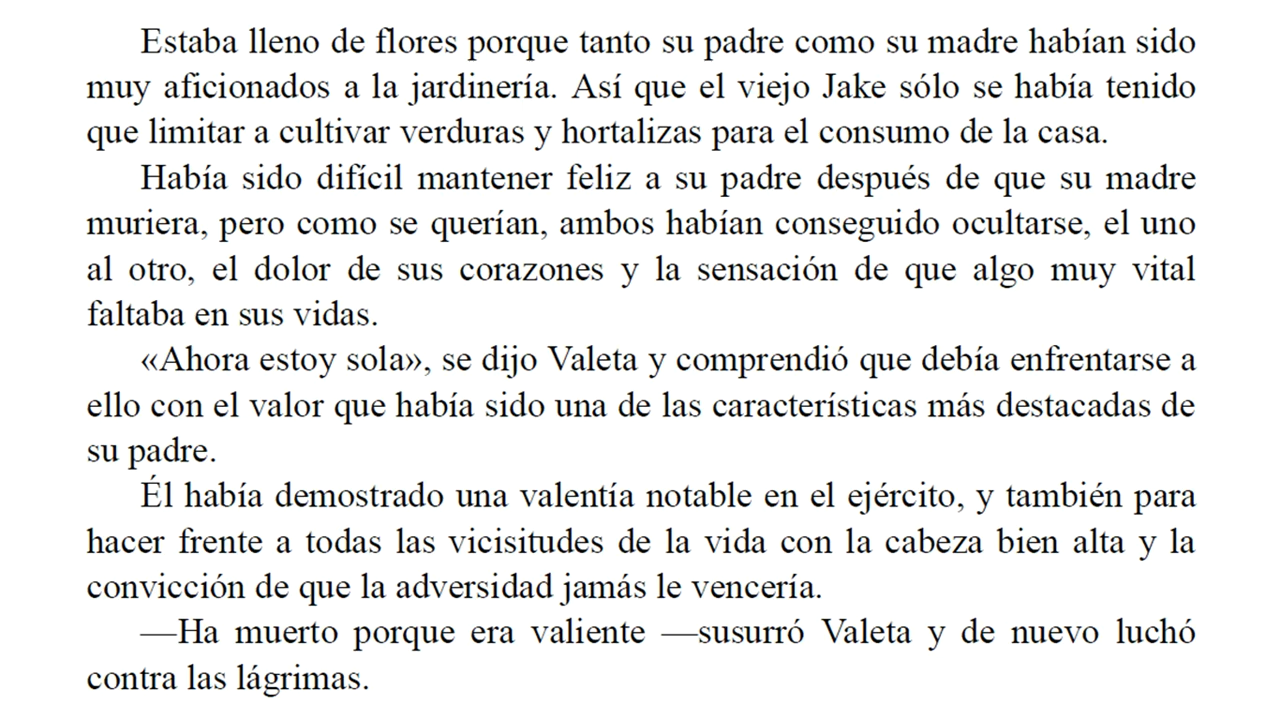 Estaba lleno de flores porque tanto su padre como su madre habían sido
muy aficionados a la jardinería. Así que el viejo Jake sólo se había tenido
que limitar a cultivar verduras y hortalizas para el consumo de la casa.
Había sido difícil mantener feliz a su padre después de que su madre
muriera, pero como se querían, ambos habían conseguido ocultarse, el uno
al otro, el dolor de sus corazones y la sensación de que algo muy vital
faltaba en sus vidas.
«Ahora estoy sola», se dijo Valeta y comprendió que debía enfrentarse a
ello con el valor que había sido una de las características más destacadas de
su padre.
Él había demostrado una valentía notable en el ejército, y también para
hacer frente a todas las vicisitudes de la vida con la cabeza bien alta y la
convicción de que la adversidad jamás le vencería.
—Ha muerto porque era valiente —susurró Valeta y de nuevo luchó
contra las lágrimas.